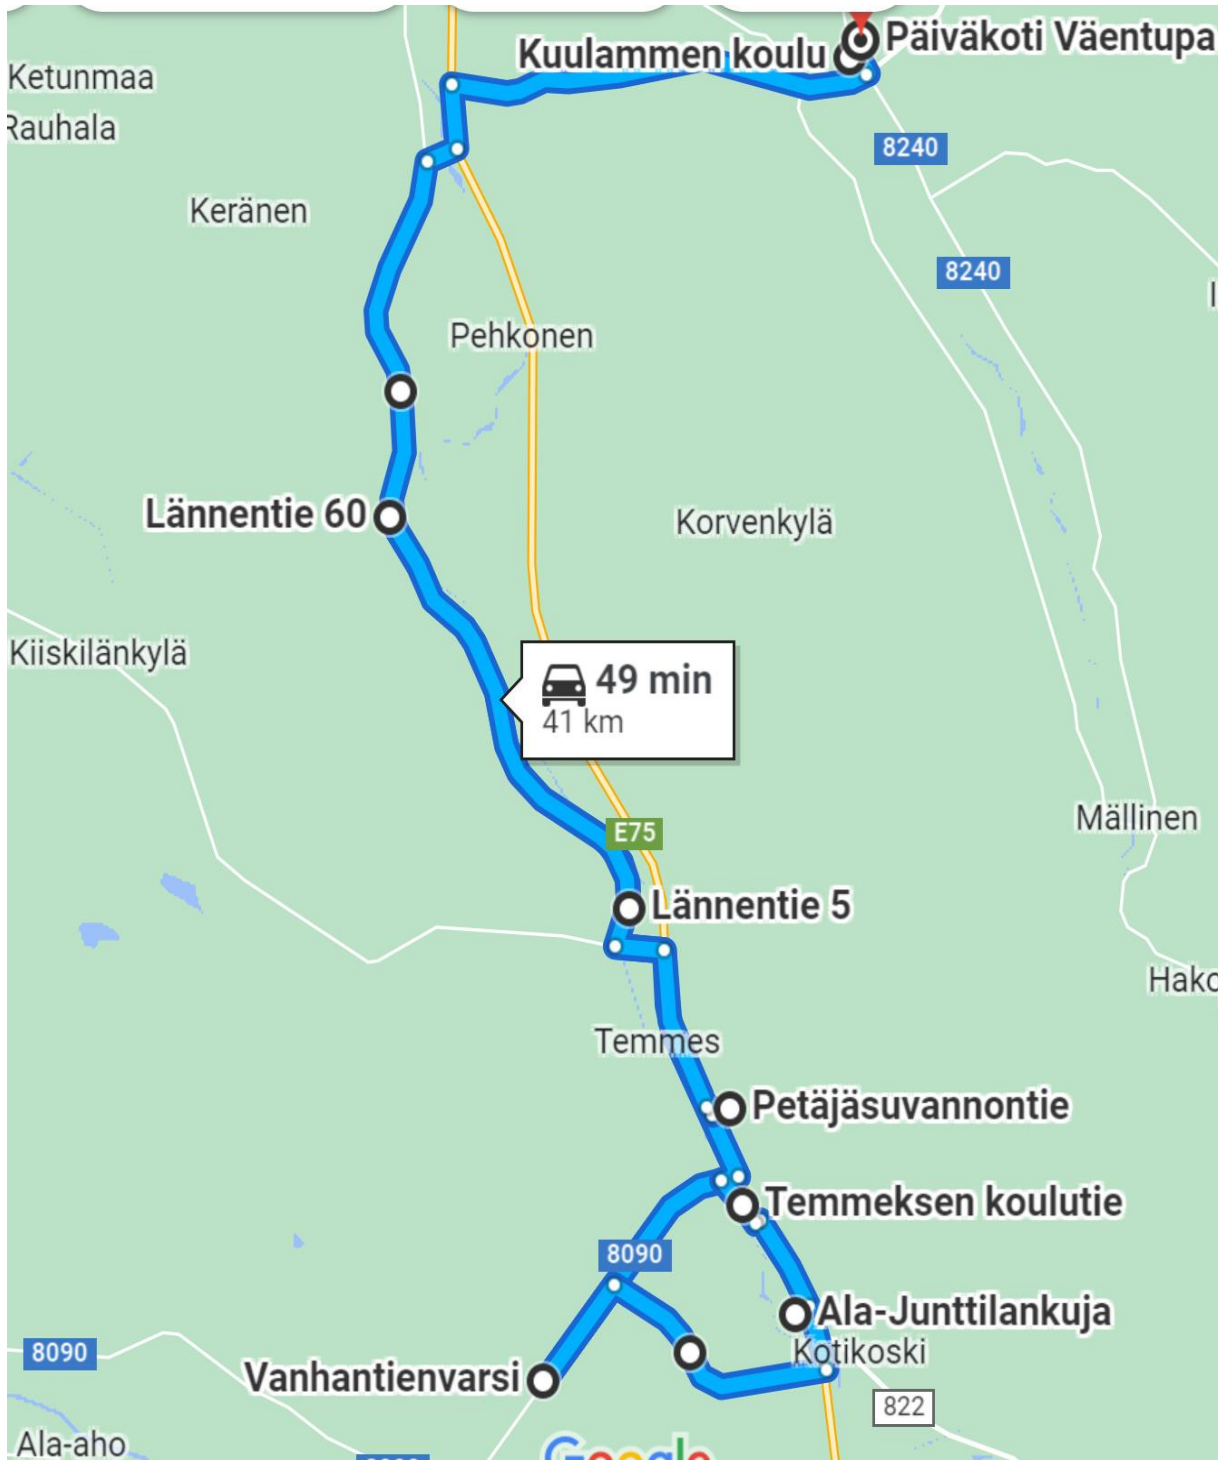 Kuulammen koulu
Päiväkoti Väentupa
Ketunmaa
Rauhala
8240
Keränen
8240
Pehkonen
Lännentie 60
Korvenkylä
Kiiskilänkylä
49 min
41 km
Mällinen
E75
Lännentie 5
Temmes
Petäjäsuvannontie
Temmeksen koulutie
8090
Ala-Junttilankuja
Kotikoski
8090
Vanhantienvarsi
822
Ala-aho
Google